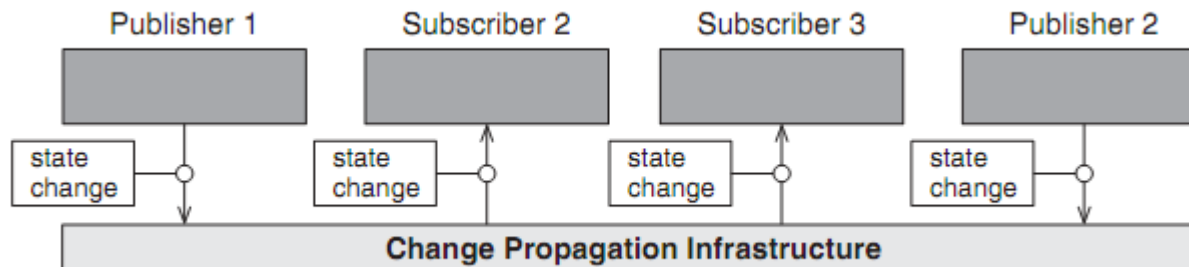 Publisher 1
Subscriber 2
Subscriber 3
Publisher 2
state
change
state
change
state
change
state
change
Change Propagation Infrastructure